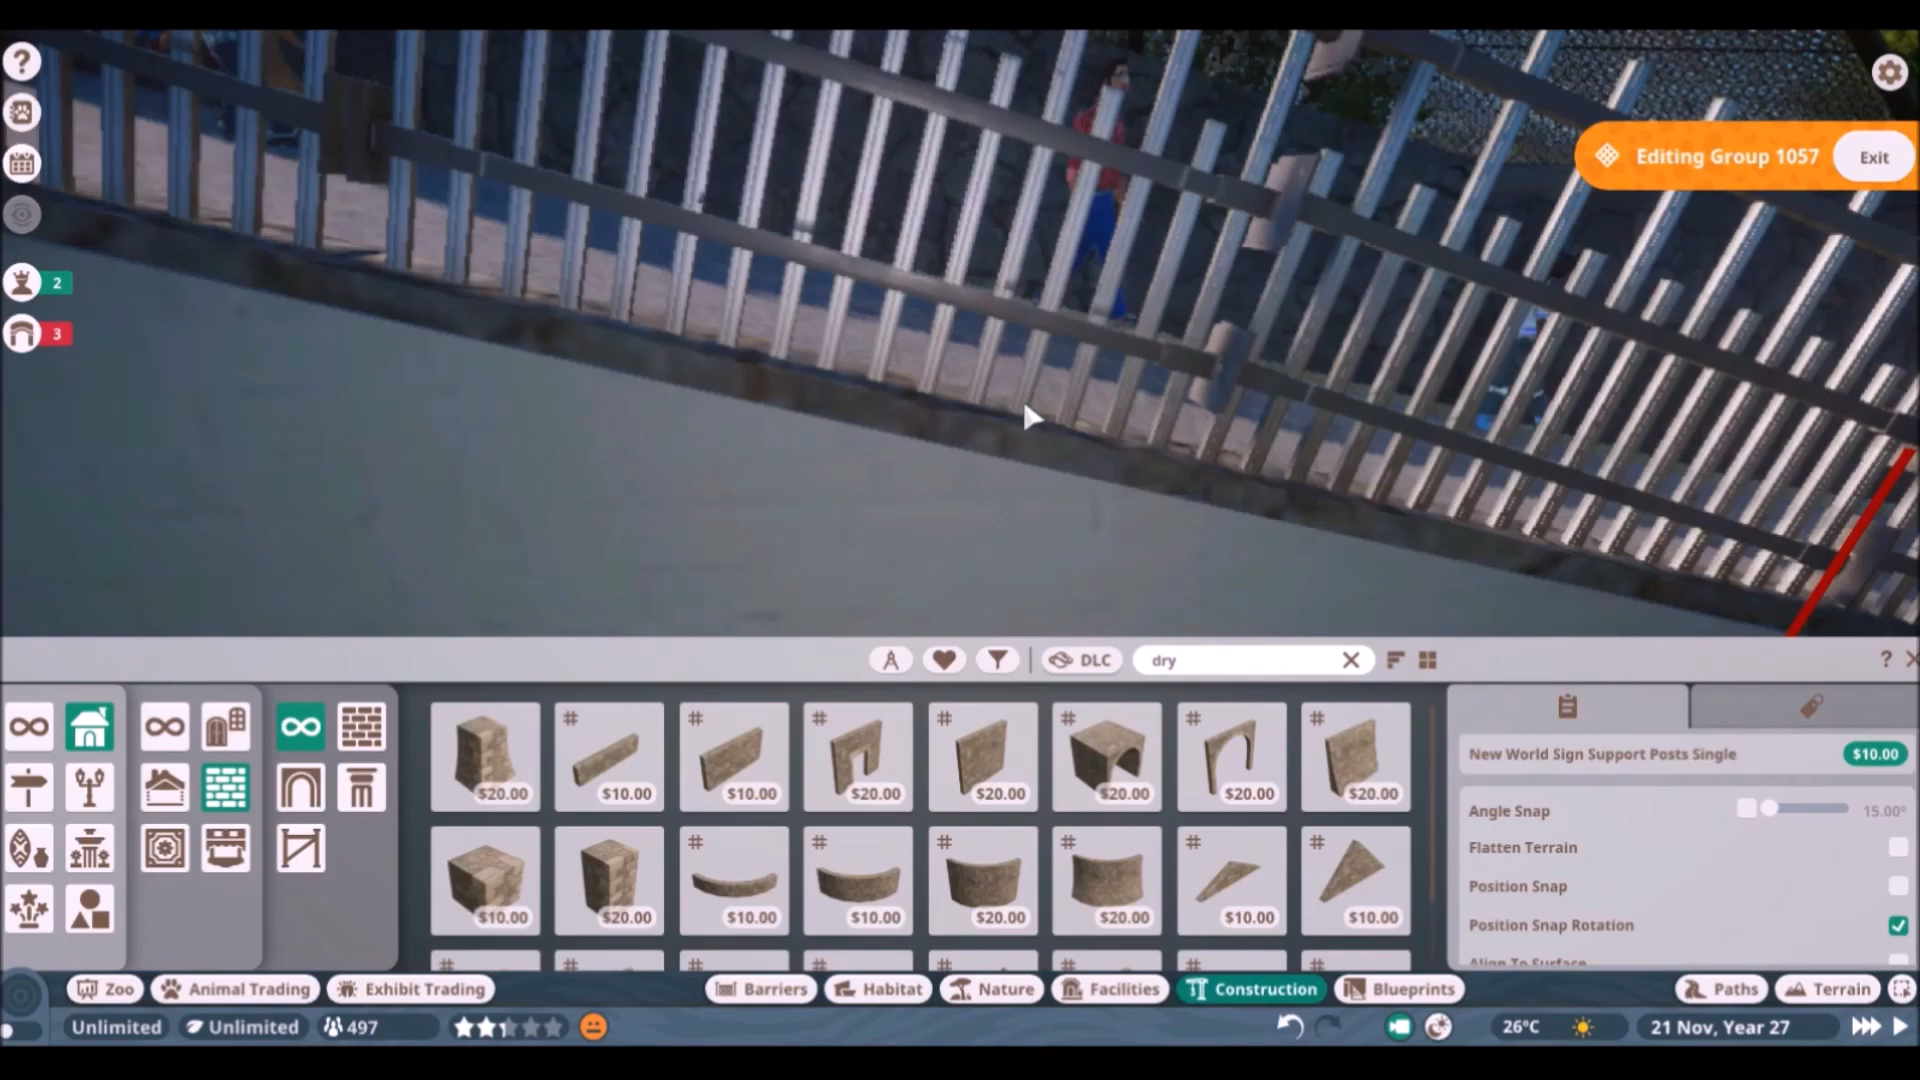 ?
Editing Group 1057
Exit
2
3
DLC
dry
?
$20.00
$10.00
$10.00
$20.00
$20.00
$20.00
$20.00
$20.00
$10.00
$20.00
$10.00
$10.00
$20.00
$20.00
$10.00
$10.00
New World Sign Support Posts Single
$10.00
Angle Snap
15.00°
Flatten Terrain
Position Snap
Position Snap Rotation
Align To Surface
Zoo
Animal Trading
Exhibit Trading
Barriers
Habitat
Nature
Facilities
Construction
Blueprints
Paths
Terrain
Unlimited
Unlimited
497
26°C
21 Nov, Year 27